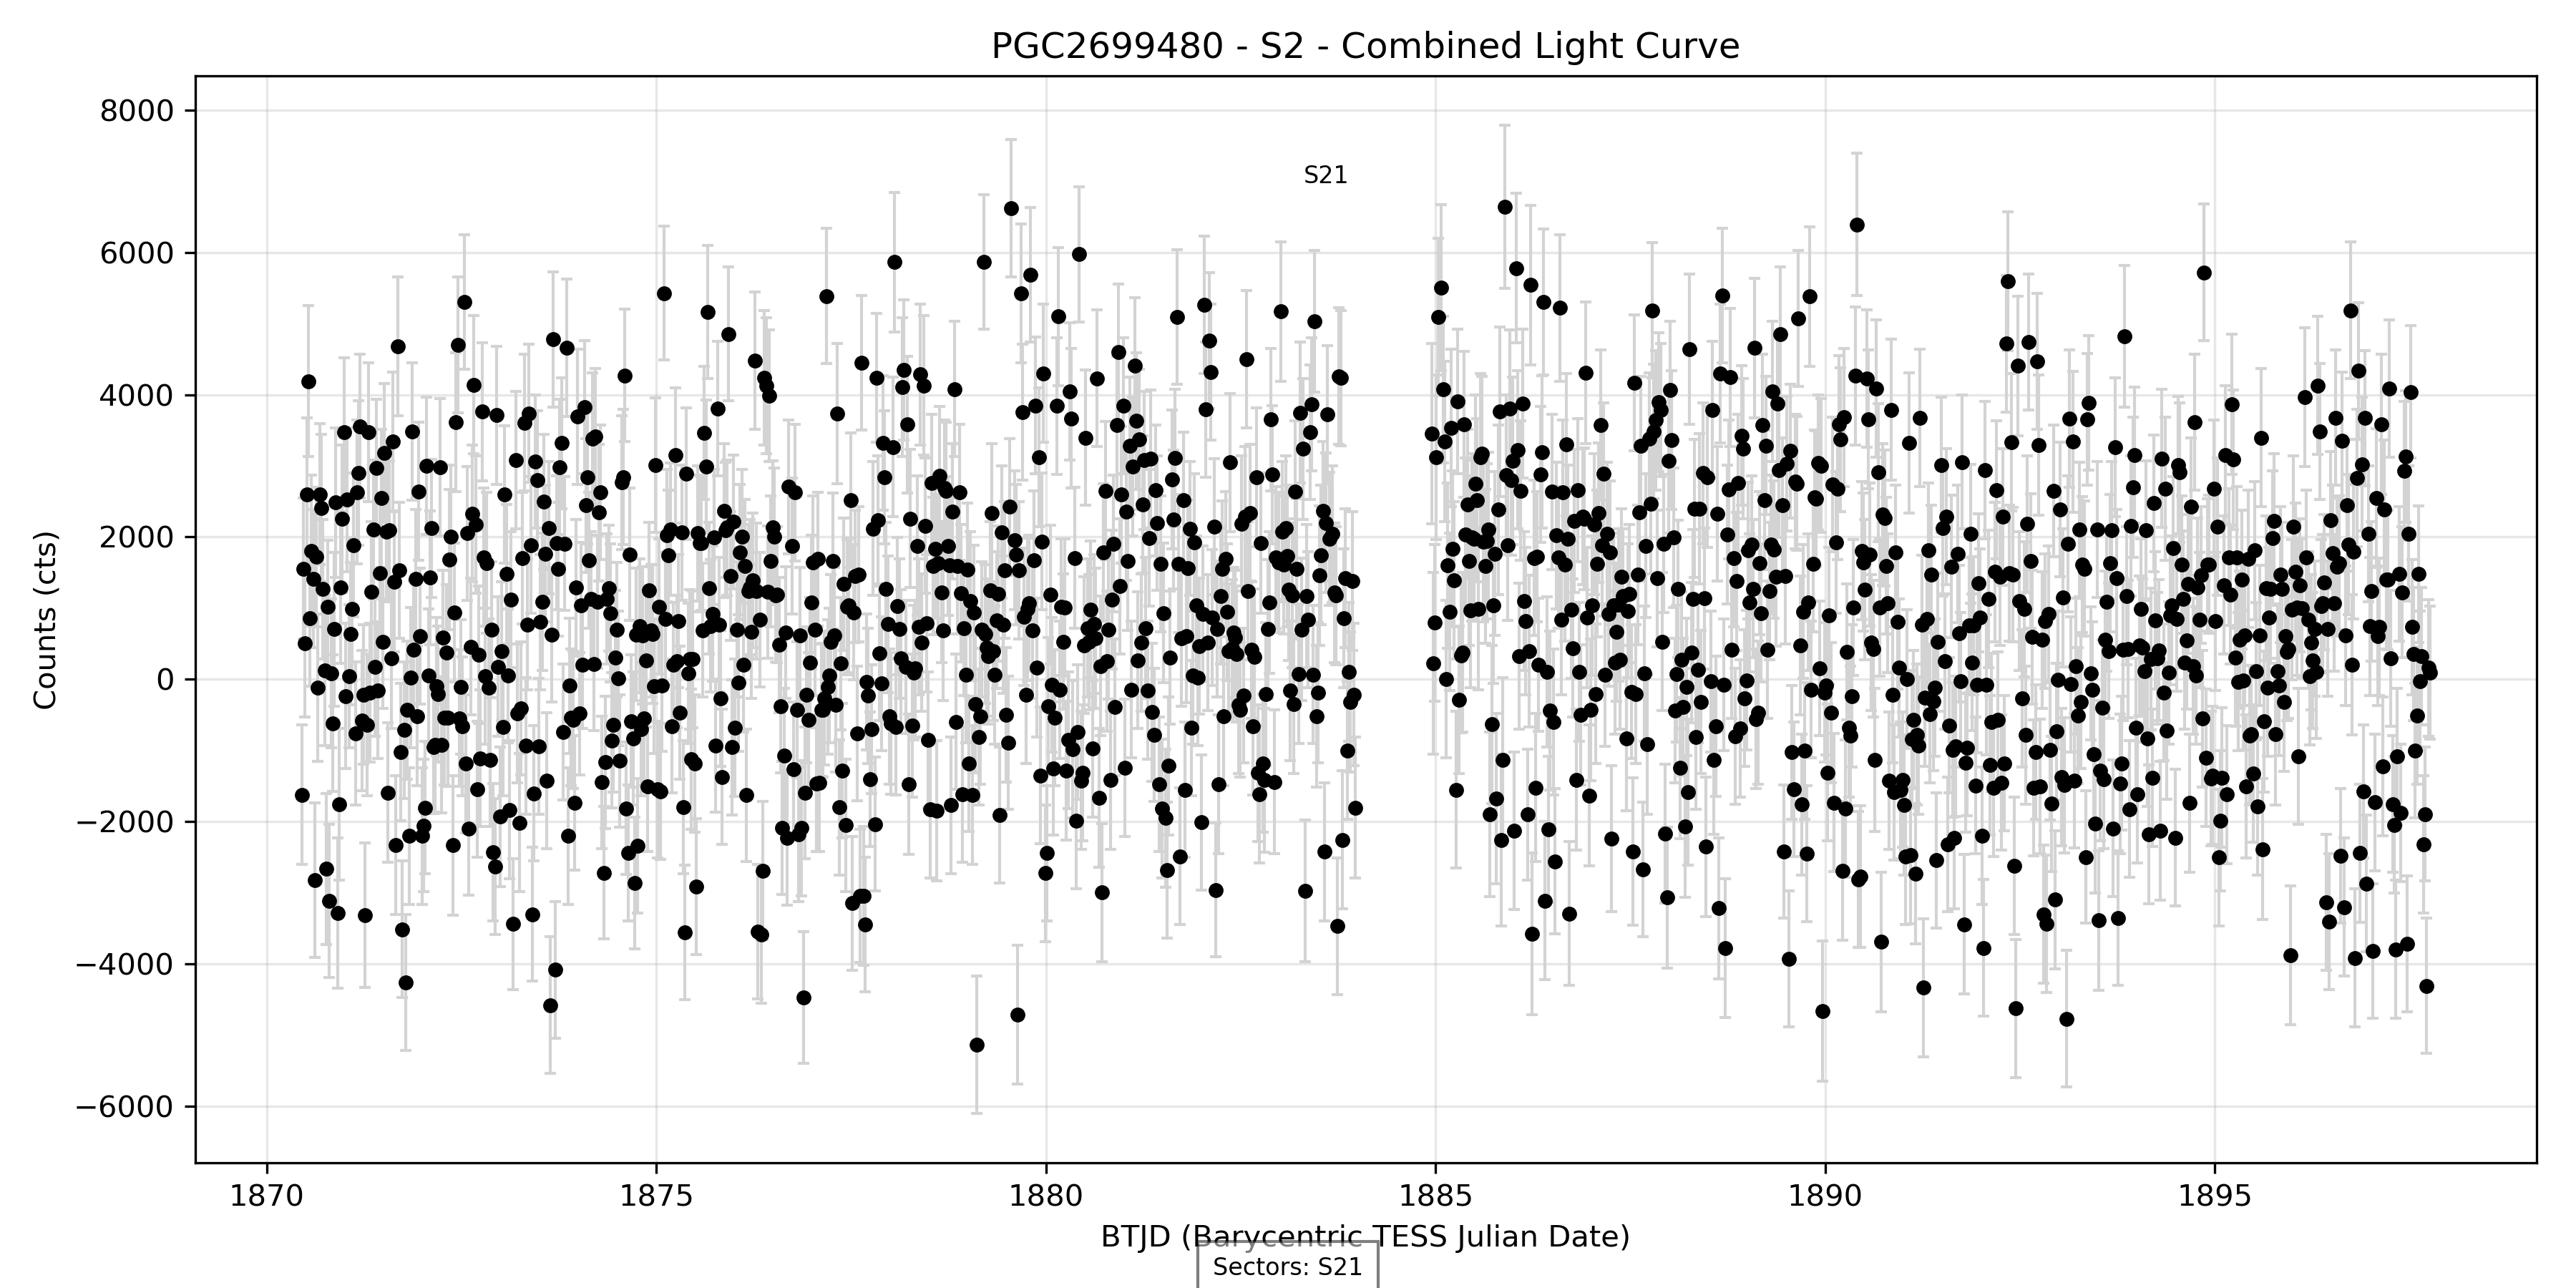 PGC2699480 - S2 - Combined Light Curve
8000
6000
4000
2000
0
−2000
−4000
−6000
Counts (cts)
S21
1870
1875
1880
1885
1890
1895
BTJD (Barycentric TESS Julian Date)
Sectors: S21